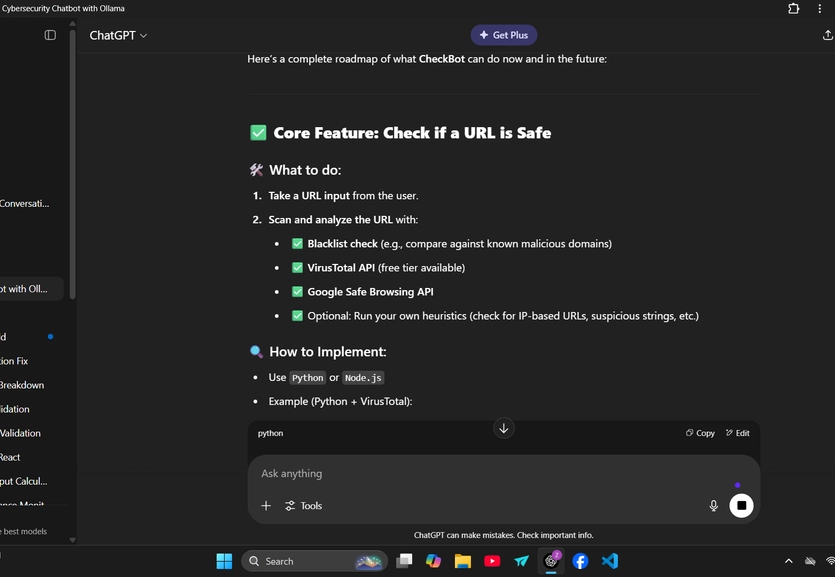 Cybersecurity Chatbot with Ollama
ChatGPT
Get Plus
Here's a complete roadmap of what CheckBot can do now and in the future:
✅ Core Feature: Check if a URL is Safe
🛠 What to do:
1. Take a URL input from the user.
2. Scan and analyze the URL with:
• ✅ Blacklist check (e.g., compare against known malicious domains)
• ✅ VirusTotal API (free tier available)
• ✅ Google Safe Browsing API
• ✅ Optional: Run your own heuristics (check for IP-based URLs, suspicious strings, etc.)
🔍 How to Implement:
• Use Python or Node.js
• Example (Python + VirusTotal):
python
Copy Edit
Ask anything
Tools
ChatGPT can make mistakes. Check important info.
Conversati...
ot with Oll...
d
ion Fix
Breakdown
lidation
Validation
React
put Calcul...
best models
Search
2